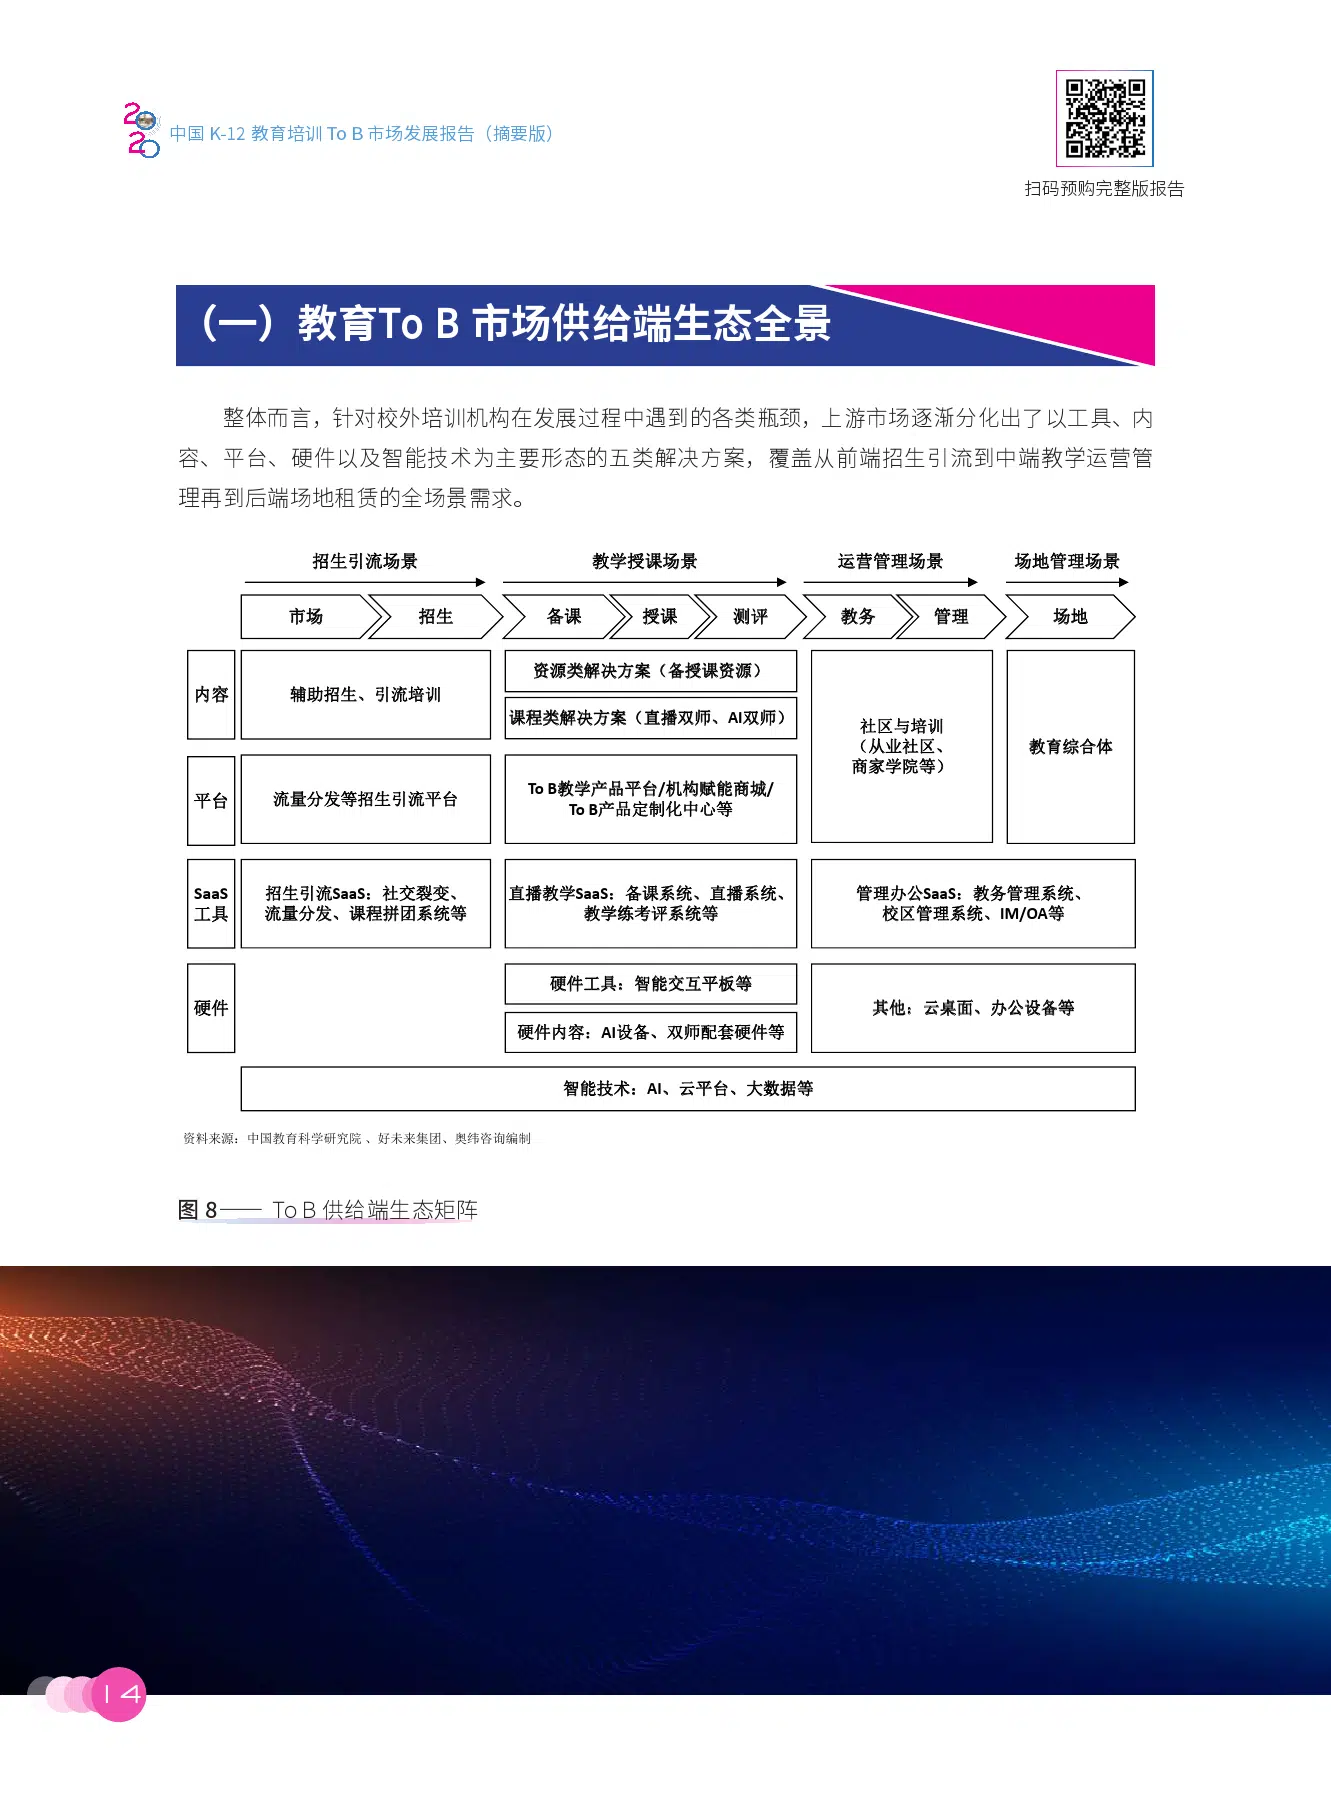 2020
中国 K-12 教育培训 To B 市场发展报告（摘要版）
扫码预购完整版报告
（一）教育To B 市场供给端生态全景
整体而言，针对校外培训机构在发展过程中遇到的各类瓶颈，上游市场逐渐分化出了以工具、内
容、平台、硬件以及智能技术为主要形态的五类解决方案，覆盖从前端招生引流到中端教学运营管
理再到后端场地租赁的全场景需求。
招生引流场景 教学授课场景 运营管理场景 场地管理场景
市场 招生 备课 授课 测评 教务 管理 场地
内容
辅助招生、引流培训
资源类解决方案（备授课资源）
课程类解决方案（直播双师、AI双师）
社区与培训
（从业社区、
商家学院等）
教育综合体
平台
流量分发等招生引流平台
To B教学产品平台/机构赋能商城/
To B产品定制化中心等
SaaS
工具
招生引流SaaS：社交裂变、
流量分发、课程拼团系统等
直播教学SaaS：备课系统、直播系统、
教学练考评系统等
管理办公SaaS：教务管理系统、
校区管理系统、IM/OA等
硬件
硬件工具：智能交互平板等
硬件内容：AI设备、双师配套硬件等
其他：云桌面、办公设备等
智能技术：AI、云平台、大数据等
资料来源：中国教育科学研究院 、好未来集团、奥纬咨询编制
图 8—— To B 供给端生态矩阵
14